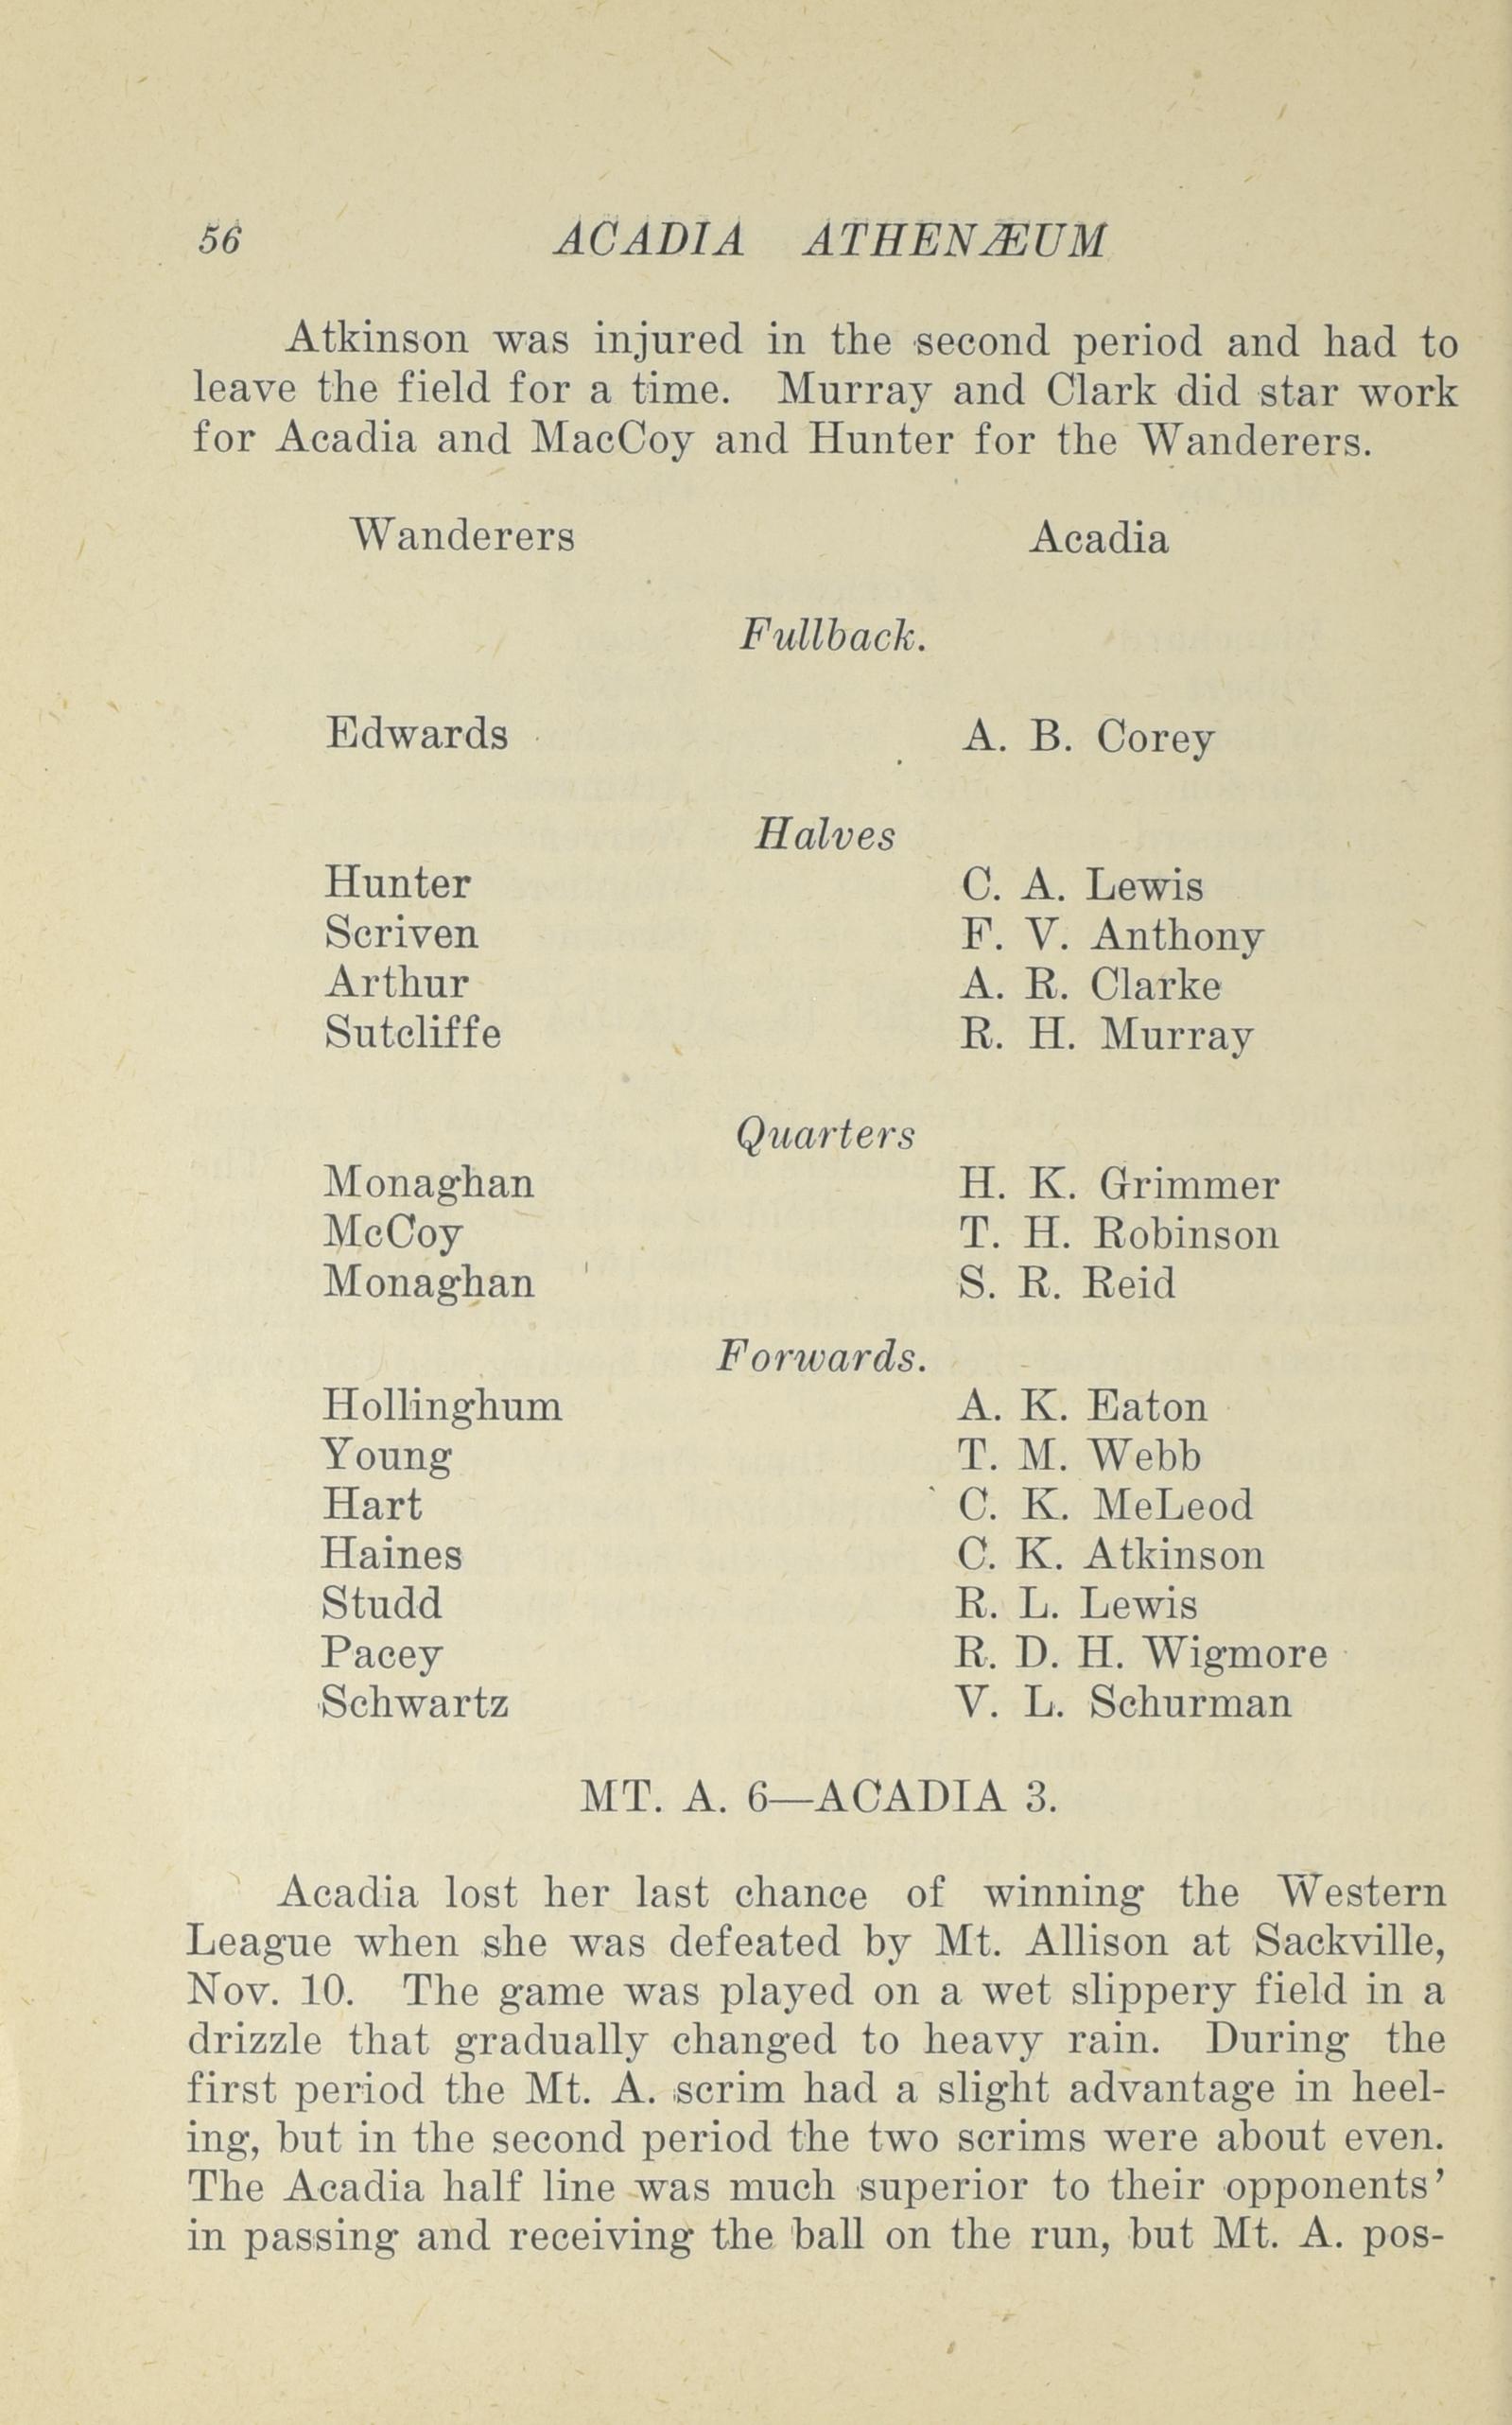 56 ACADIA ATHENÆUM
Atkinson was injured in the second period and had to
leave the field for a time. Murray and Clark did star work
for Acadia and MacCoy and Hunter for the Wanderers.
Wanderers Acadia
Fullback.
Edwards A. B. Corey
Halves
Hunter C. A. Lewis
Scriven F. V. Anthony
Arthur A. R. Clarke
Sutcliffe R. H. Murray
Quarters
Monaghan H. K. Grimmer
McCoy T. H. Robinson
Monaghan S. R. Reid
Forwards.
Hollinghum A. K. Eaton
Young T. M. Webb
Hart C. K. MeLeod
Haines C. K. Atkinson
Studd R. L. Lewis
Pacey R. D. H. Wigmore
Schwartz V. L. Schurman
MT. A. 6—ACADIA 3.
Acadia lost her last chance of winning the Western
League when she was defeated by Mt. Allison at Sackville,
Nov. 10. The game was played on a wet slippery field in a
drizzle that gradually changed to heavy rain. During the
first period the Mt. A. scrim had a slight advantage in heel-
ing, but in the second period the two scrims were about even.
The Acadia half line was much superior to their opponents'
in passing and receiving the ball on the run, but Mt. A. pos-